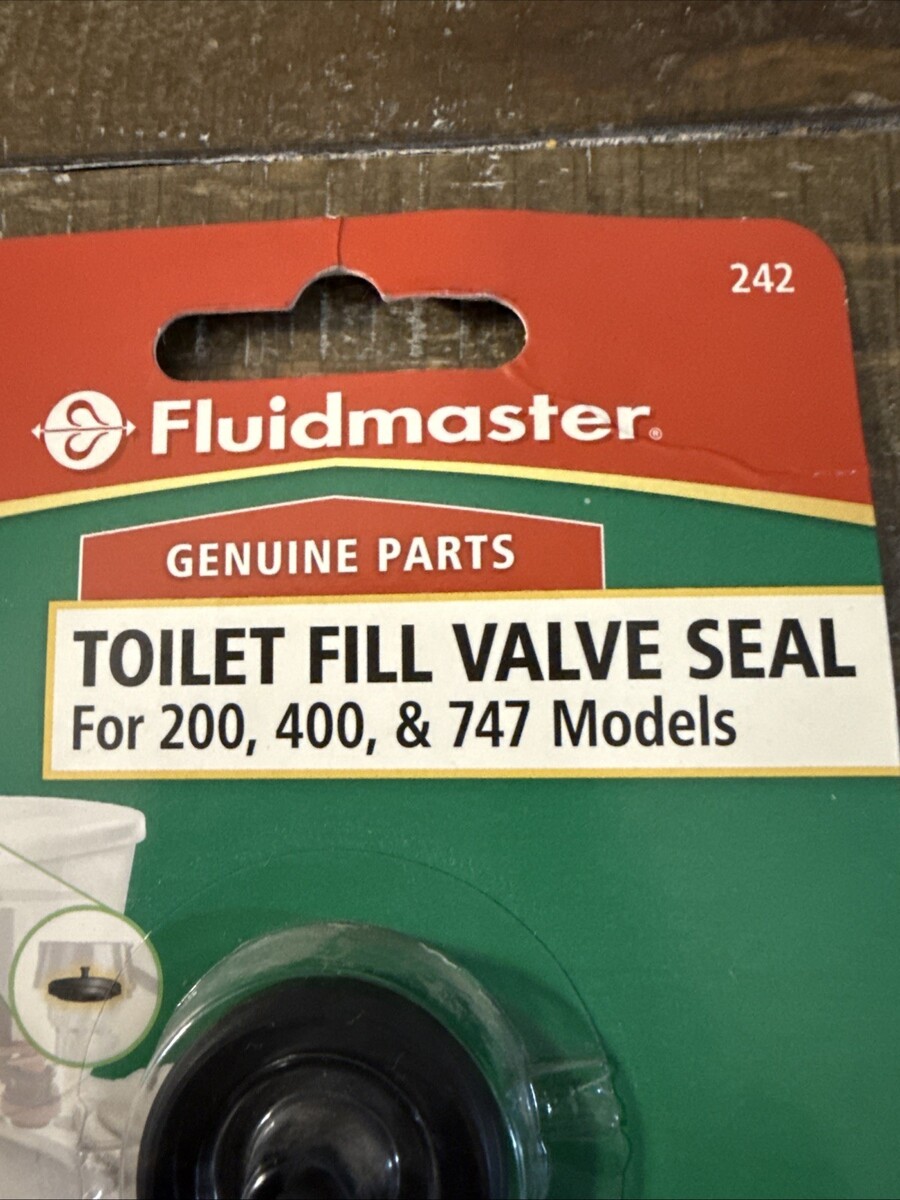 242
Fluidmaster®
GENUINE PARTS
TOILET FILL VALVE SEAL
For 200, 400, & 747 Models